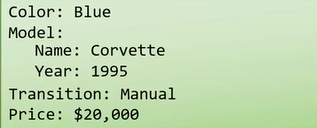 Color: Blue
Model:
   Name: Corvette
   Year: 1995
Transition: Manual
Price: $20,000